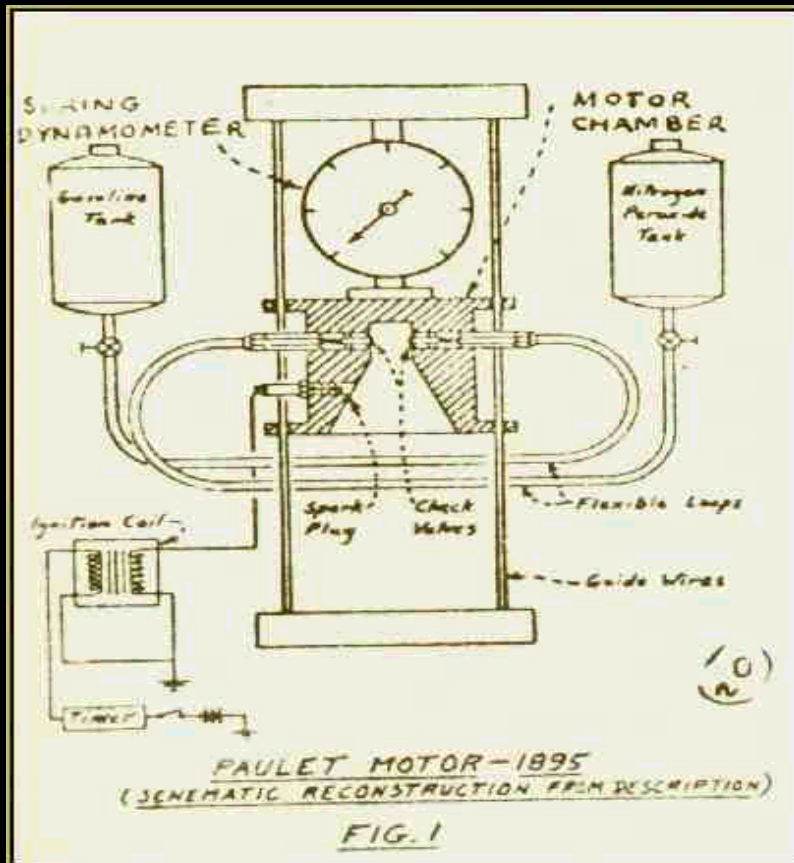 SPRING
DYNAMOMETER
MOTOR
CHAMBER
Gasoline
Tank
Nitrogen
Peroxide
Tank
Spark
Plug
Check
Valves
Flexible Loops
Ignition Coil
Guide Wires
TIMER
PAULET MOTOR-1895
(SCHEMATIC RECONSTRUCTION FROM DESCRIPTION)
FIG. 1